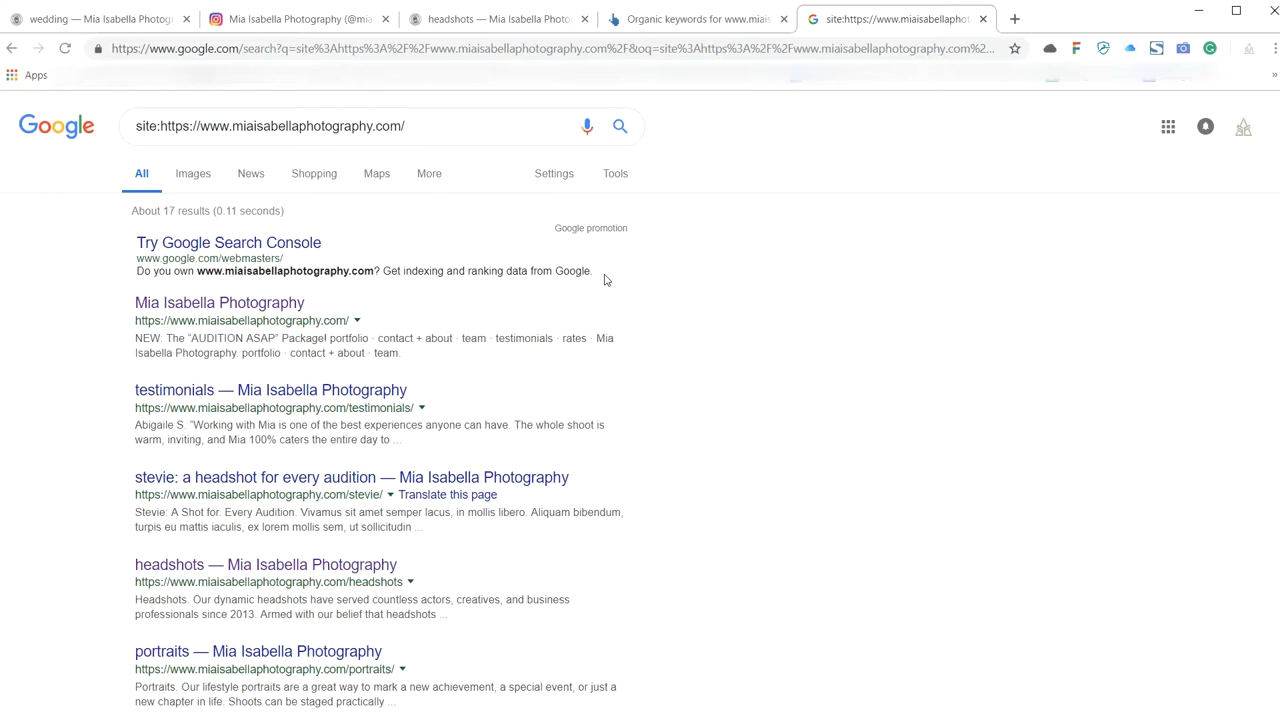 wedding — Mia Isabella Photogr
Mia Isabella Photography (@mia
headshots — Mia Isabella Photo
Organic keywords for www.miais
site:https://www.miaisabellaphotog
https://www.google.com/search?q=site%3Ahttps%3A%2F%2Fwww.miaisabellaphotography.com%2F&oq=site%3Ahttps%3A%2F%2Fwww.miaisabellaphotography.com%2...
Apps
Google
site:https://www.miaisabellaphotography.com/
All Images News Shopping Maps More Settings Tools
About 17 results (0.11 seconds)
Google promotion
Try Google Search Console
www.google.com/webmasters/
Do you own www.miaisabellaphotography.com? Get indexing and ranking data from Google.
Mia Isabella Photography
https://www.miaisabellaphotography.com/
NEW: The “AUDITION ASAP” Package! portfolio · contact + about · team · testimonials · rates · Mia
Isabella Photography. portfolio · contact + about · team.
testimonials — Mia Isabella Photography
https://www.miaisabellaphotography.com/testimonials/
Abigaile S. “Working with Mia is one of the best experiences anyone can have. The whole shoot is
warm, inviting, and Mia 100% caters the entire day to ...
stevie: a headshot for every audition — Mia Isabella Photography
https://www.miaisabellaphotography.com/stevie/ Translate this page
Stevie: A Shot for. Every Audition. Vivamus sit amet semper lacus, in mollis libero. Aliquam bibendum,
turpis eu mattis iaculis, ex lorem mollis sem, ut sollicitudin ...
headshots — Mia Isabella Photography
https://www.miaisabellaphotography.com/headshots
Headshots. Our dynamic headshots have served countless actors, creatives, and business
professionals since 2013. Armed with our belief that headshots ...
portraits — Mia Isabella Photography
https://www.miaisabellaphotography.com/portraits/
Portraits. Our lifestyle portraits are a great way to mark a new achievement, a special event, or just a
new chapter in life. Shoots can be staged practically ...